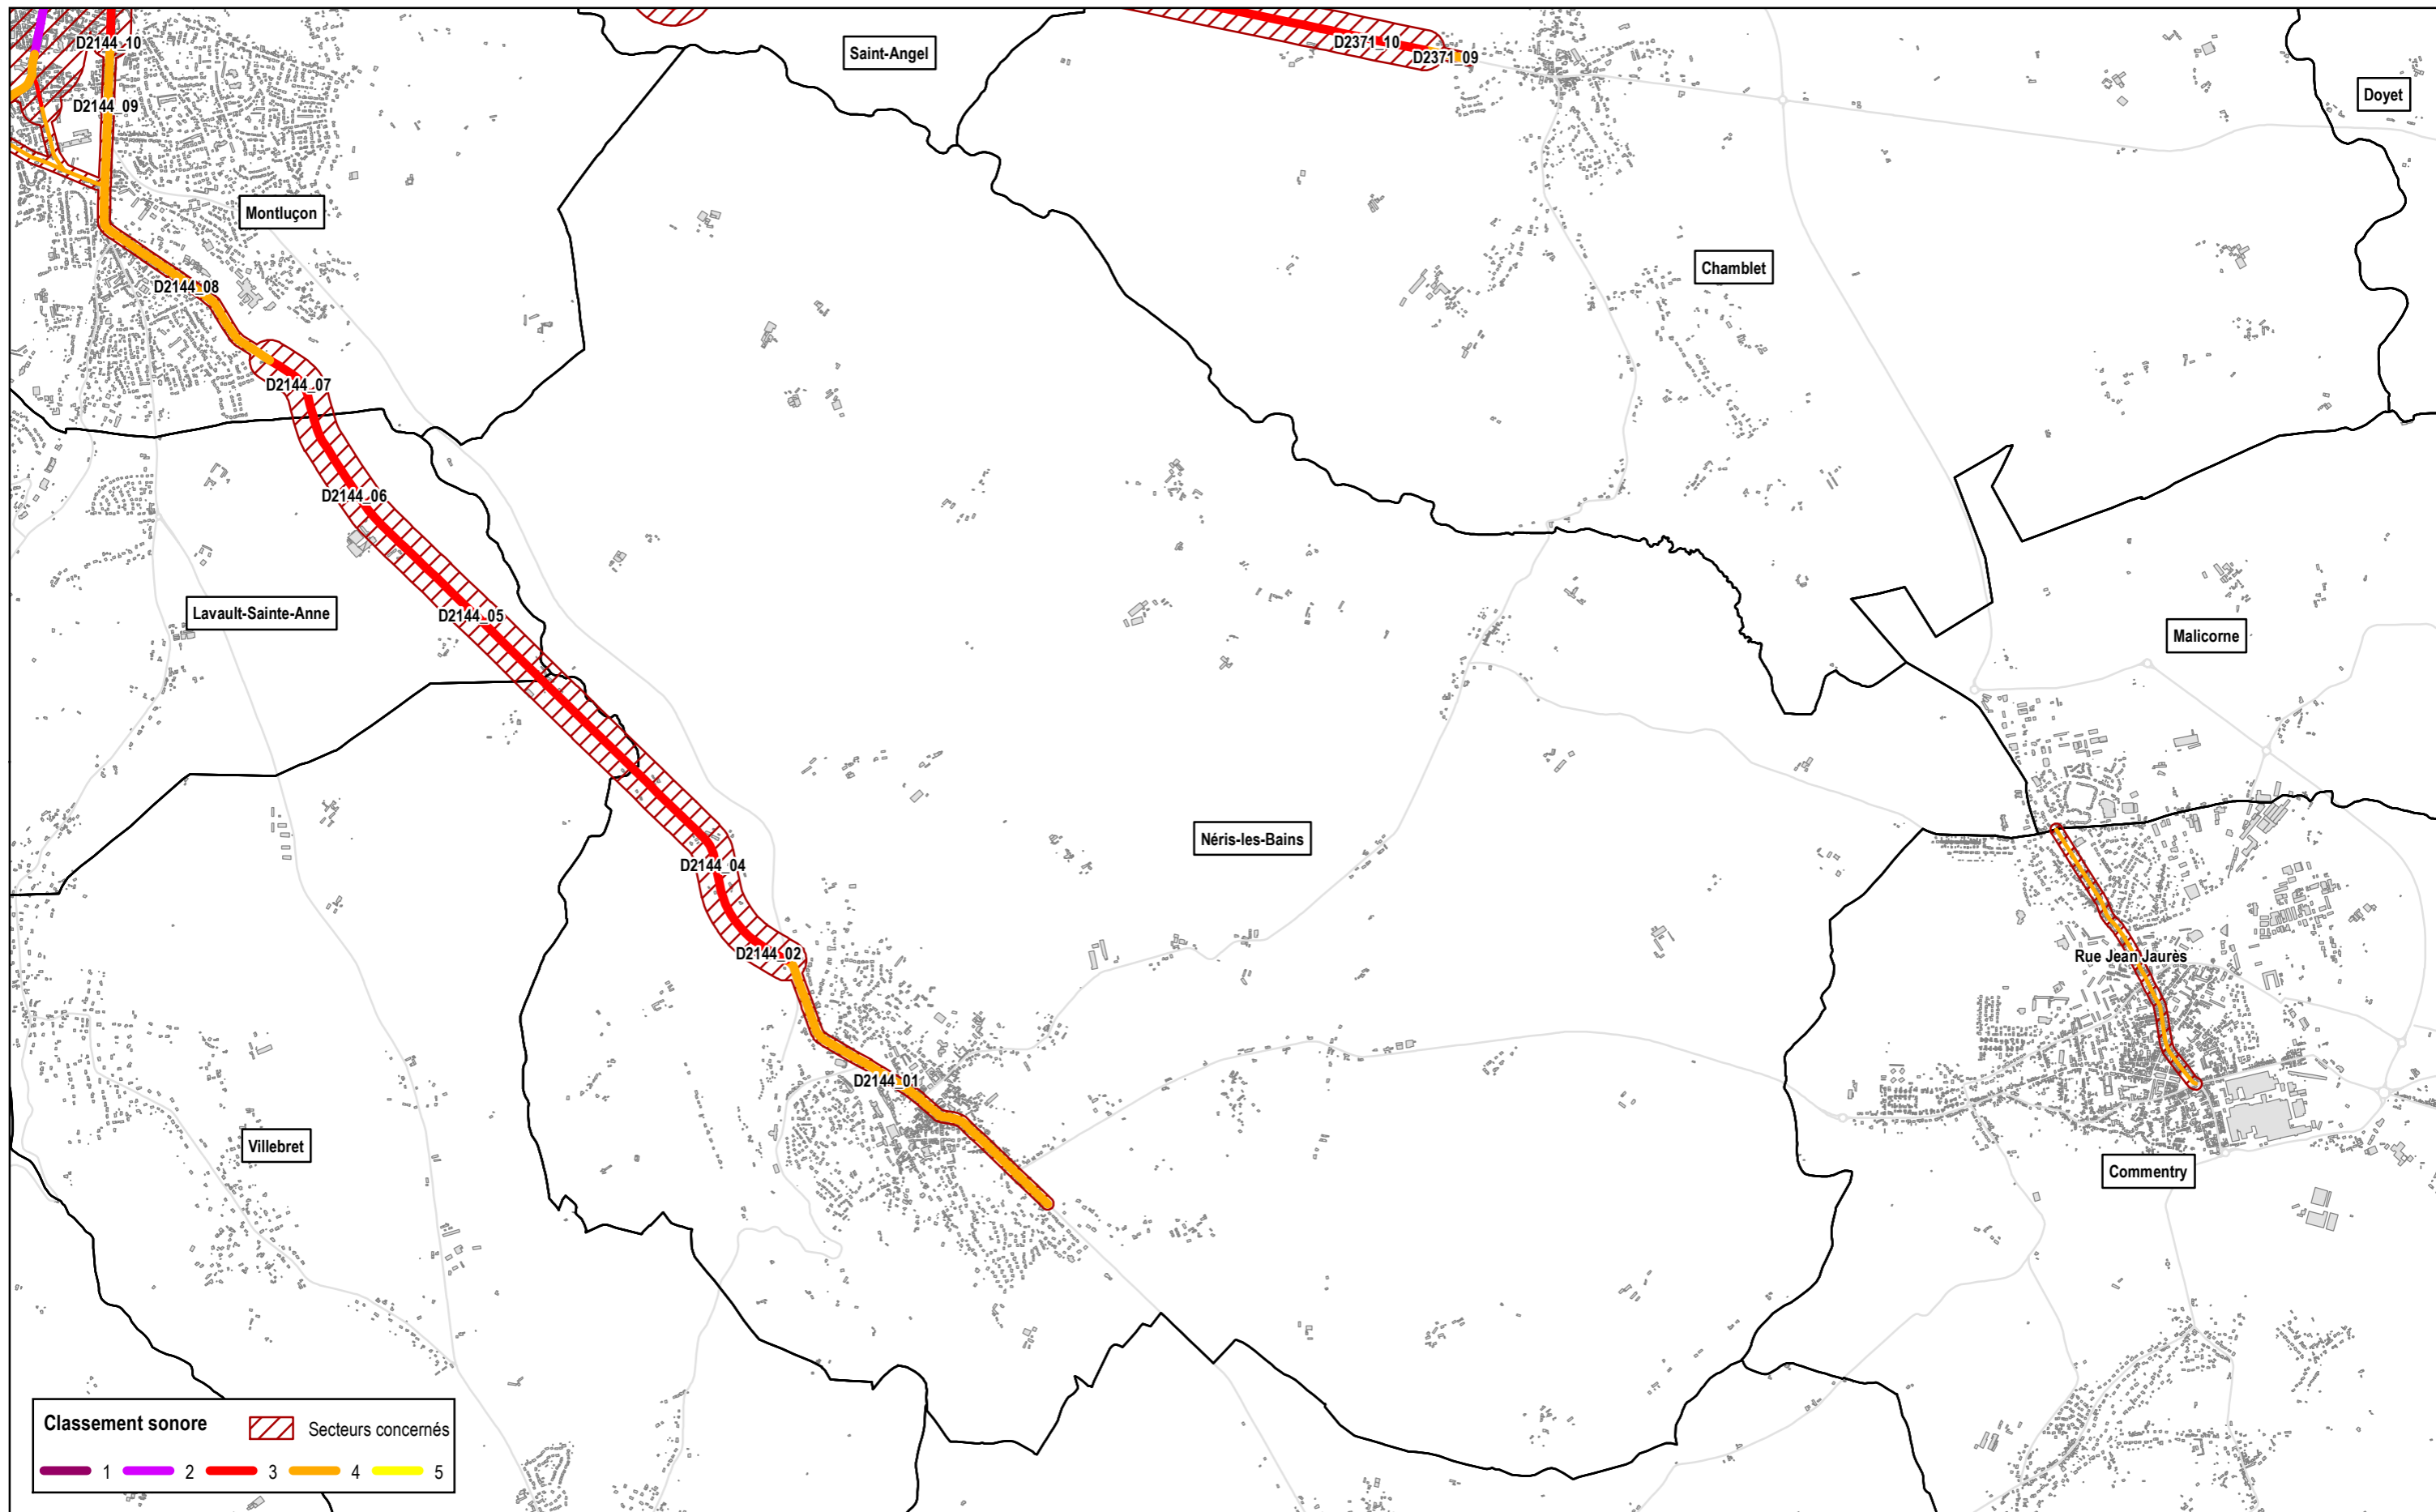 D2144_10
Saint-Angel
D2371_10
D2371_09
Doyet
D2144_09
Montluçon
Chamblet
D2144_08
D2144_07
D2144_06
Lavault-Sainte-Anne
D2144_05
Malicorne
Néris-les-Bains
D2144_04
D2144_02
Rue Jean Jaurès
D2144_01
Villebret
Commentry
Classement sonore
Secteurs concernés
1 2 3 4 5